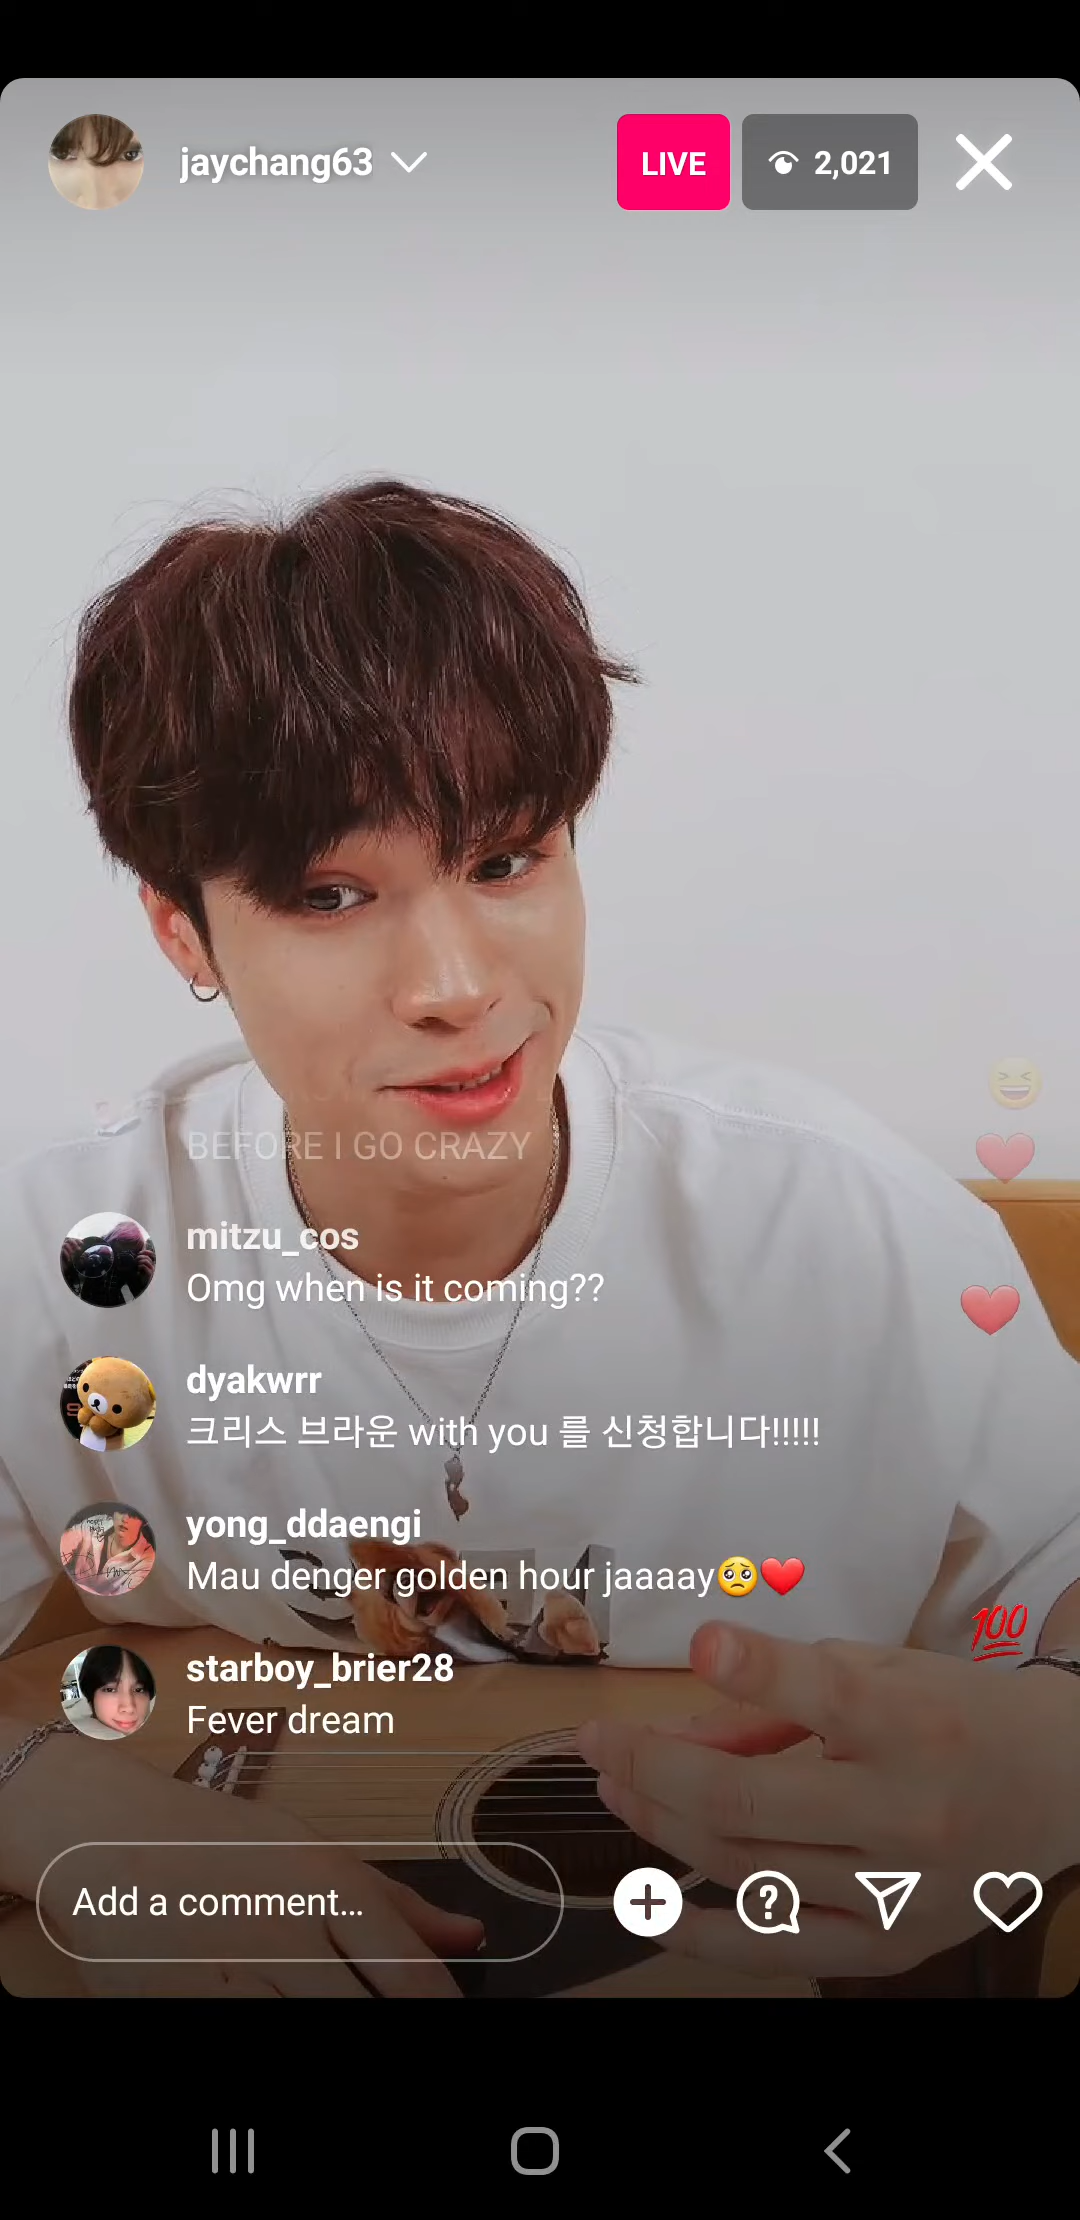 jaychang63
LIVE
2,021
BEFORE I GO CRAZY
mitzu_cos
Omg when is it coming??
dyakwrr
크리스 브라운 with you 를 신청합니다!!!!!
yong_ddaengi
Mau denger golden hour jaaaay🥺❤️
💯
starboy_brier28
Fever dream
Add a comment...